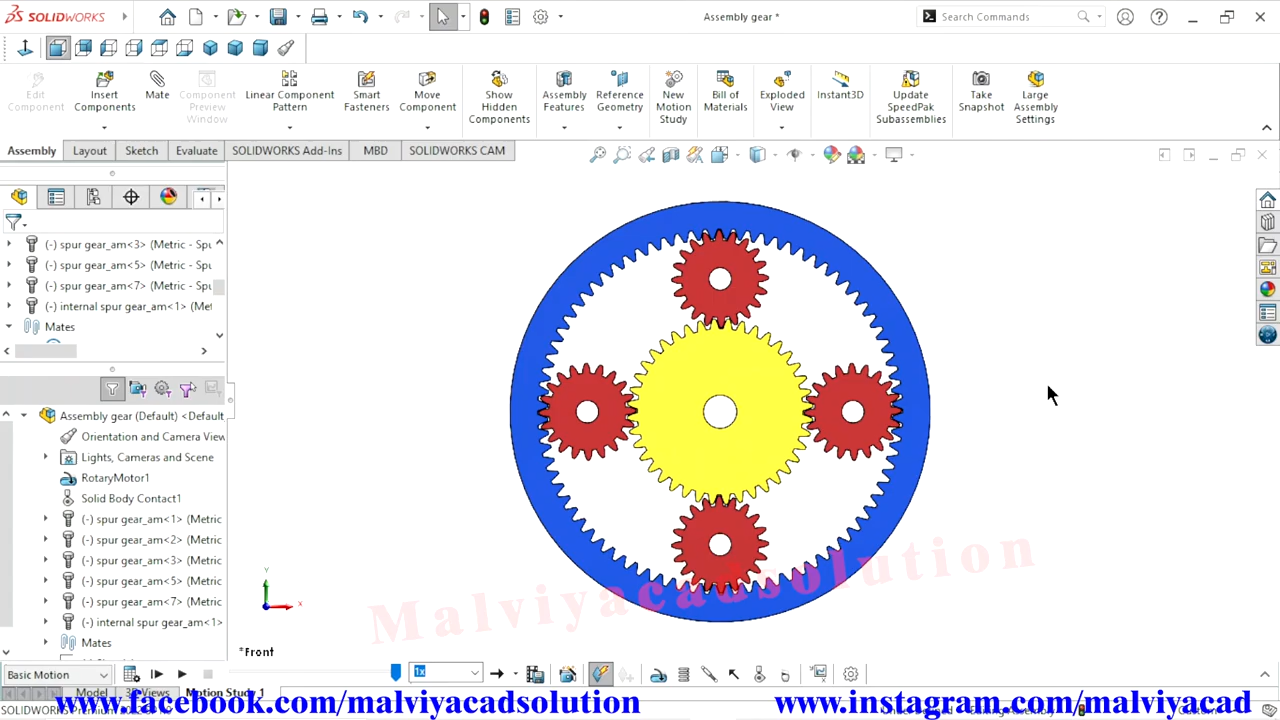 SOLIDWORKS
Assembly gear *
Search Commands
Edit Component
Insert Components
Mate
Component Preview Window
Linear Component Pattern
Smart Fasteners
Move Component
Show Hidden Components
Assembly Features
Reference Geometry
New Motion Study
Bill of Materials
Exploded View
Instant3D
Update SpeedPak Subassemblies
Take Snapshot
Large Assembly Settings
Assembly
Layout
Sketch
Evaluate
SOLIDWORKS Add-Ins
MBD
SOLIDWORKS CAM
(-) spur gear_am<3> (Metric - Spu
(-) spur gear_am<5> (Metric - Spu
(-) spur gear_am<7> (Metric - Spu
(-) internal spur gear_am<1> (Met
Mates
Assembly gear (Default) <Default
Orientation and Camera View
Lights, Cameras and Scene
RotaryMotor1
Solid Body Contact1
(-) spur gear_am<1> (Metric
(-) spur gear_am<2> (Metric
(-) spur gear_am<3> (Metric
(-) spur gear_am<5> (Metric
(-) spur gear_am<7> (Metric
(-) internal spur gear_am<1>
Mates
Y
X
Malviyacadsolution
*Front
Basic Motion
1x
Model
3D Views
Motion Study 1
www.facebook.com/malviyacadsolution
www.instagram.com/malviyacad